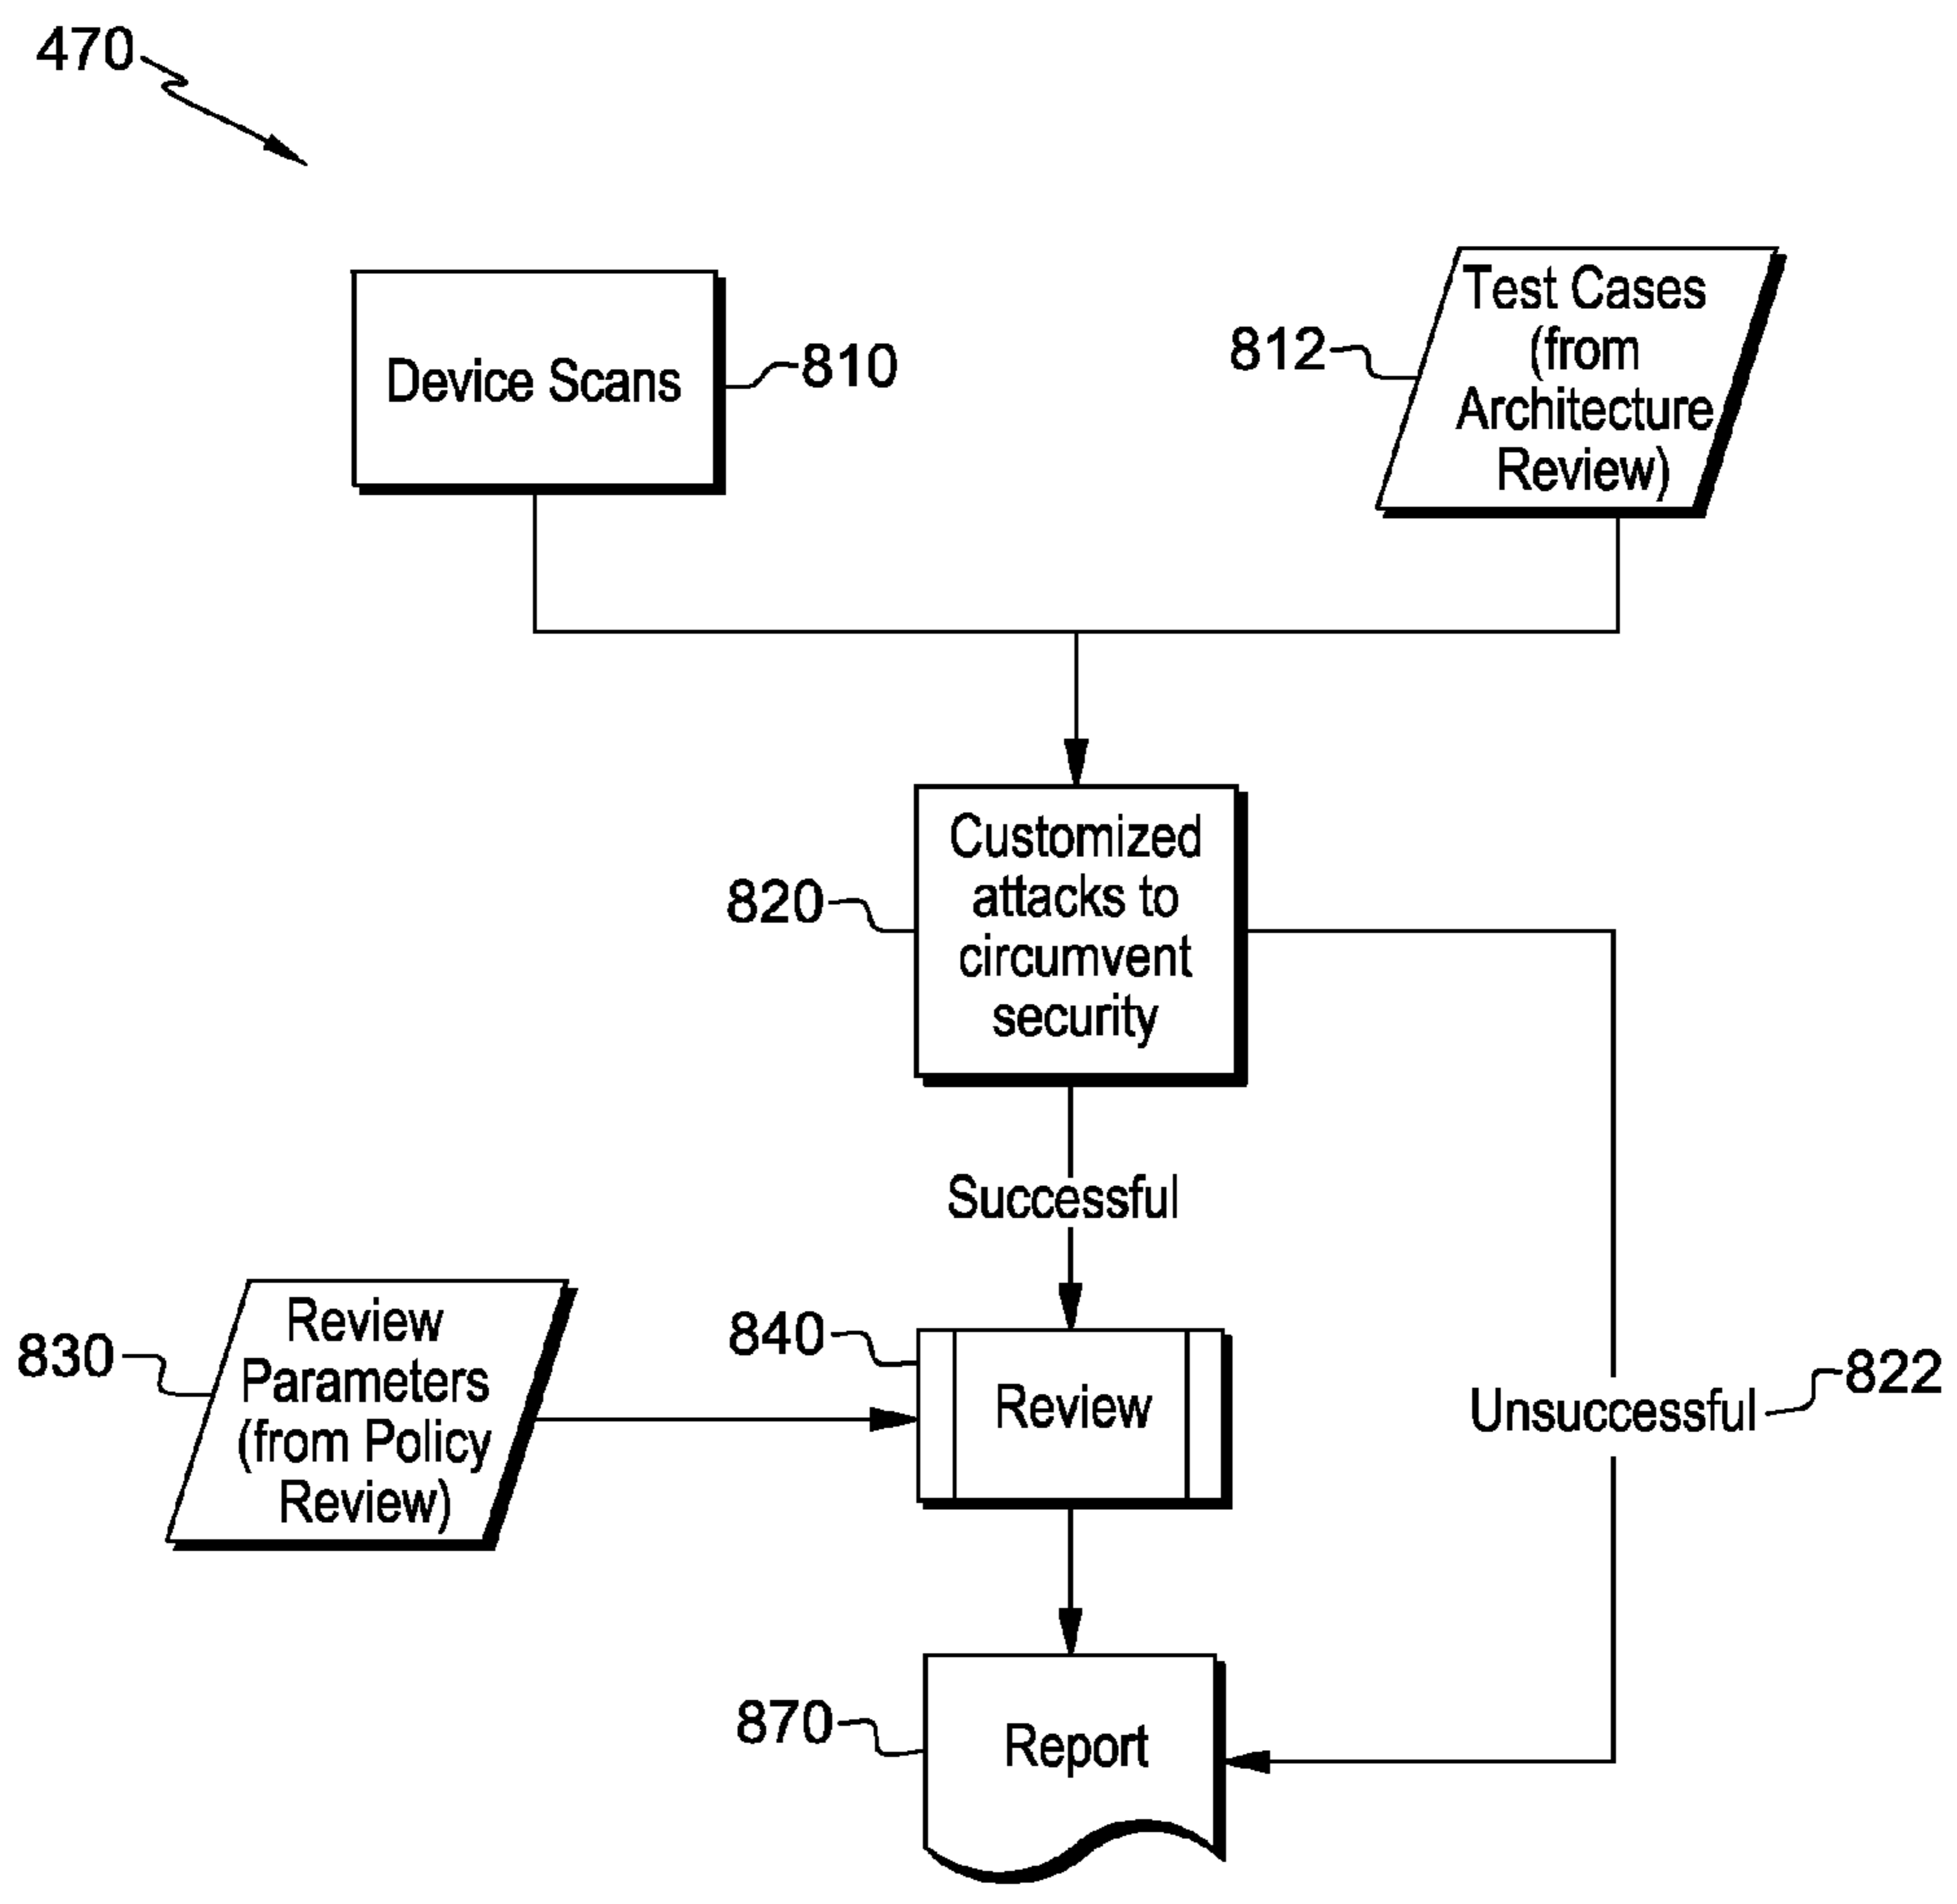 470
Device Scans
810
812
Test Cases
(from
Architecture
Review)
820
Customized
attacks to
circumvent
security
Successful
830
Review
Parameters
(from Policy
Review)
840
Review
Unsuccessful
822
870
Report